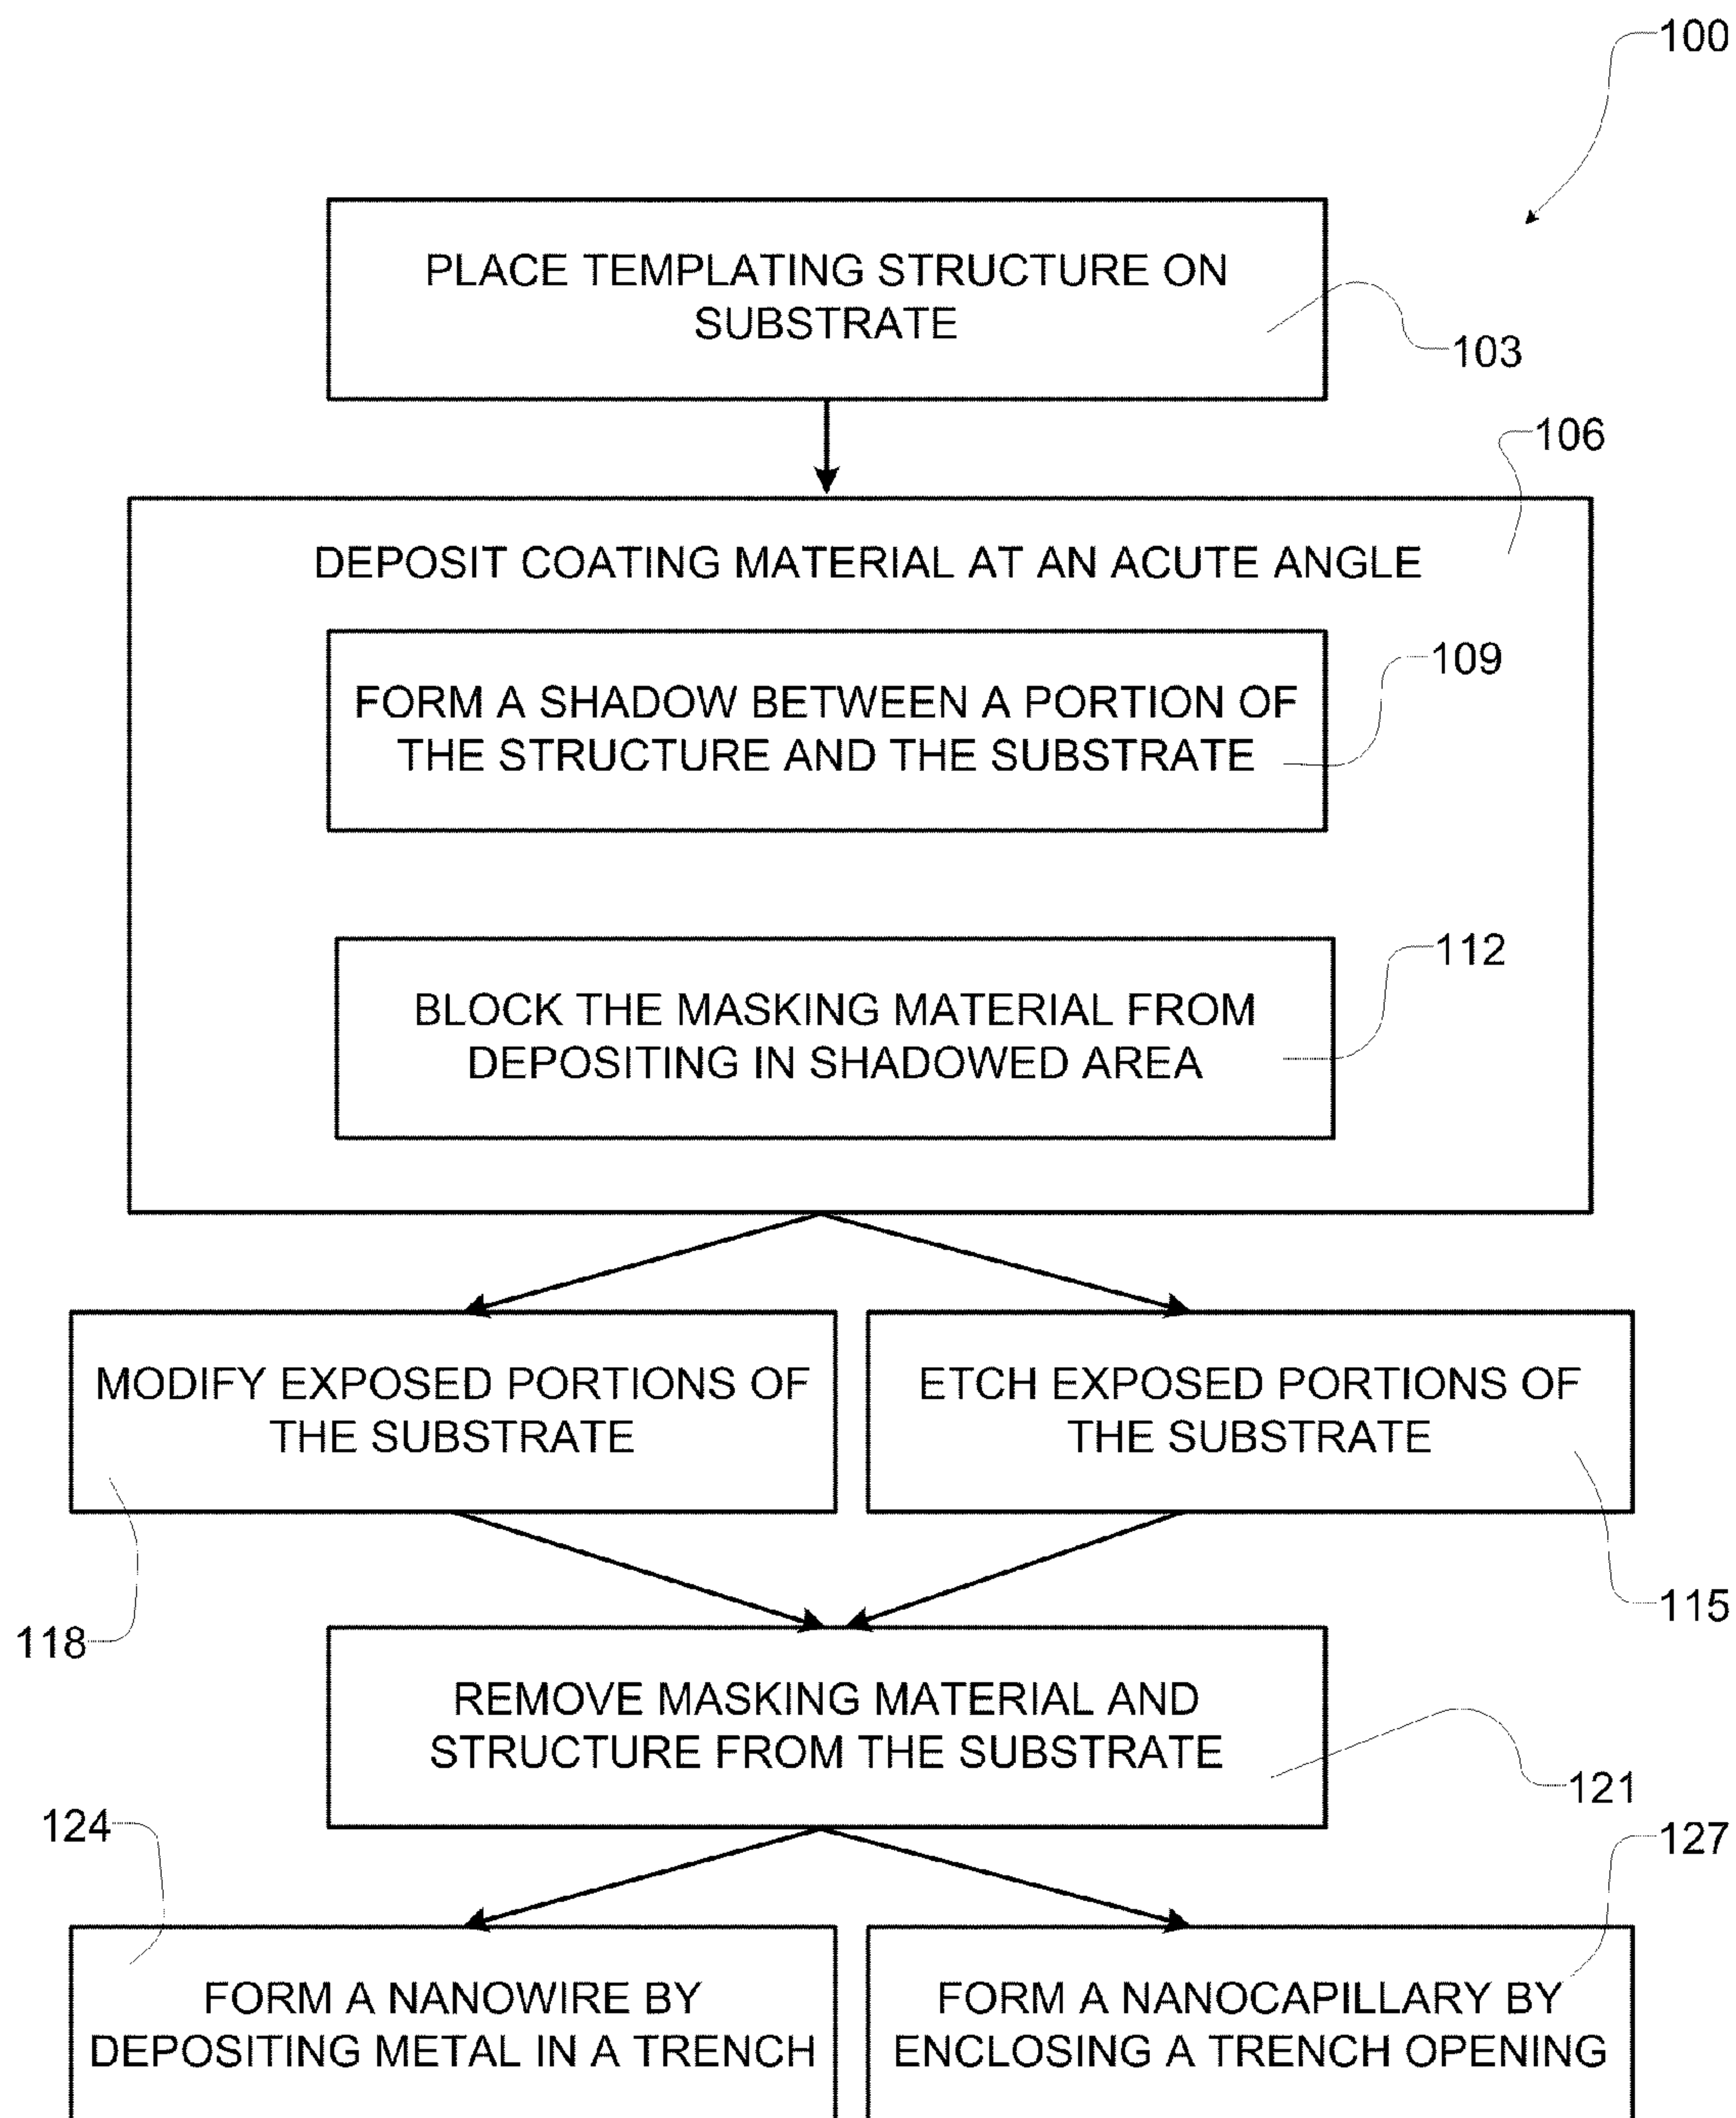 100
PLACE TEMPLATING STRUCTURE ON
SUBSTRATE
103
106
DEPOSIT COATING MATERIAL AT AN ACUTE ANGLE
109
FORM A SHADOW BETWEEN A PORTION OF
THE STRUCTURE AND THE SUBSTRATE
112
BLOCK THE MASKING MATERIAL FROM
DEPOSITING IN SHADOWED AREA
MODIFY EXPOSED PORTIONS OF
THE SUBSTRATE
ETCH EXPOSED PORTIONS OF
THE SUBSTRATE
118
115
REMOVE MASKING MATERIAL AND
STRUCTURE FROM THE SUBSTRATE
121
124
127
FORM A NANOWIRE BY
DEPOSITING METAL IN A TRENCH
FORM A NANOCAPILLARY BY
ENCLOSING A TRENCH OPENING